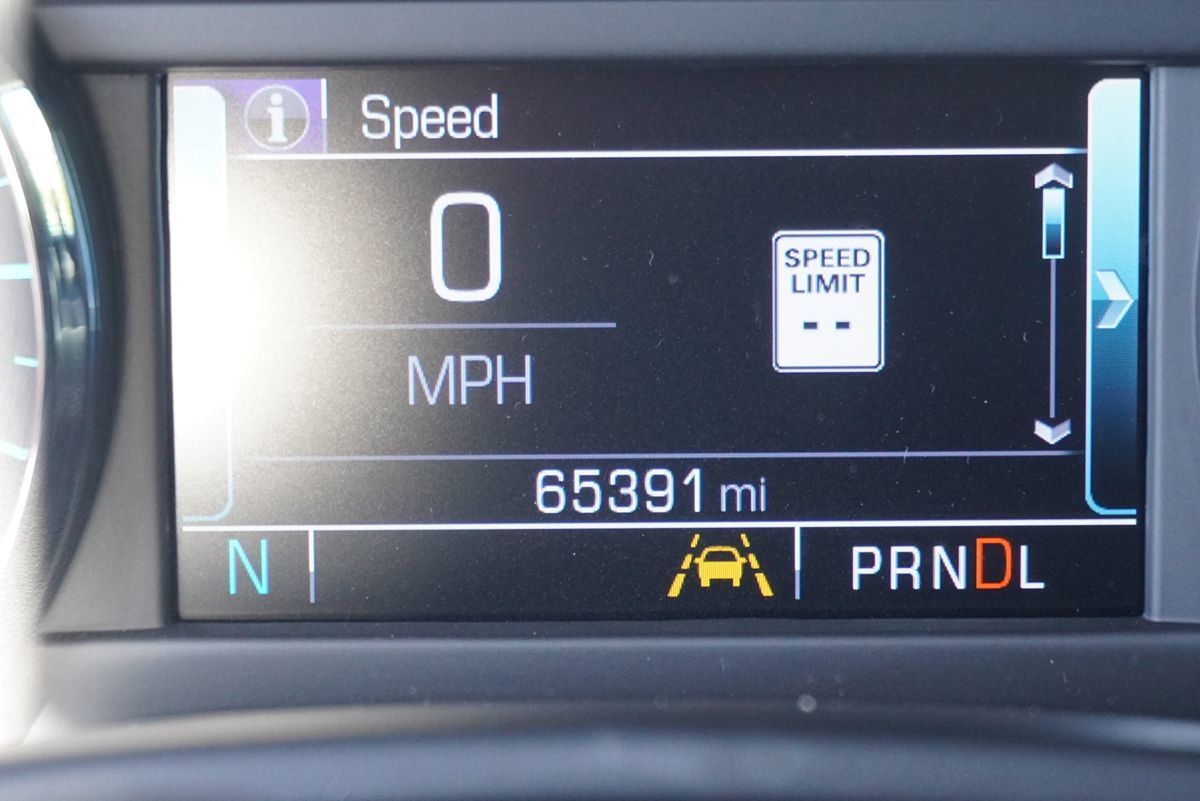 i Speed
0
MPH
SPEED
LIMIT
--
65391 mi
N PRNDL